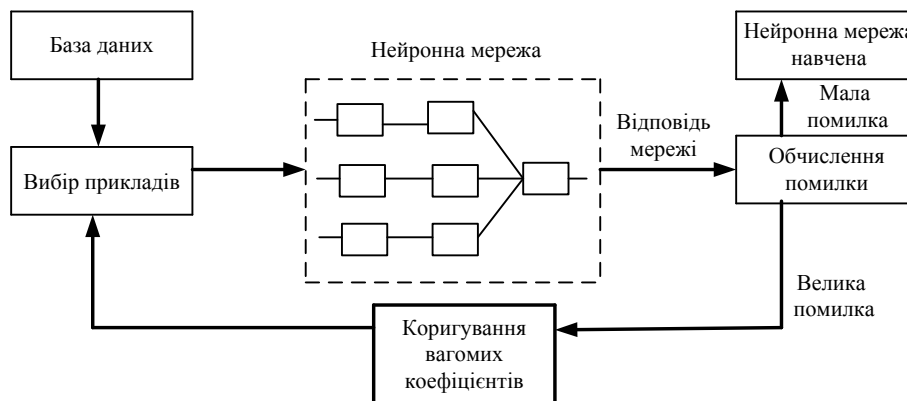 База даних
Нейронна мережа
Нейронна мережа
навчена
Мала
помилка
Відповідь
мережі
Вибір прикладів
Обчислення
помилки
Велика
помилка
Коригування
вагомих
коефіцієнтів